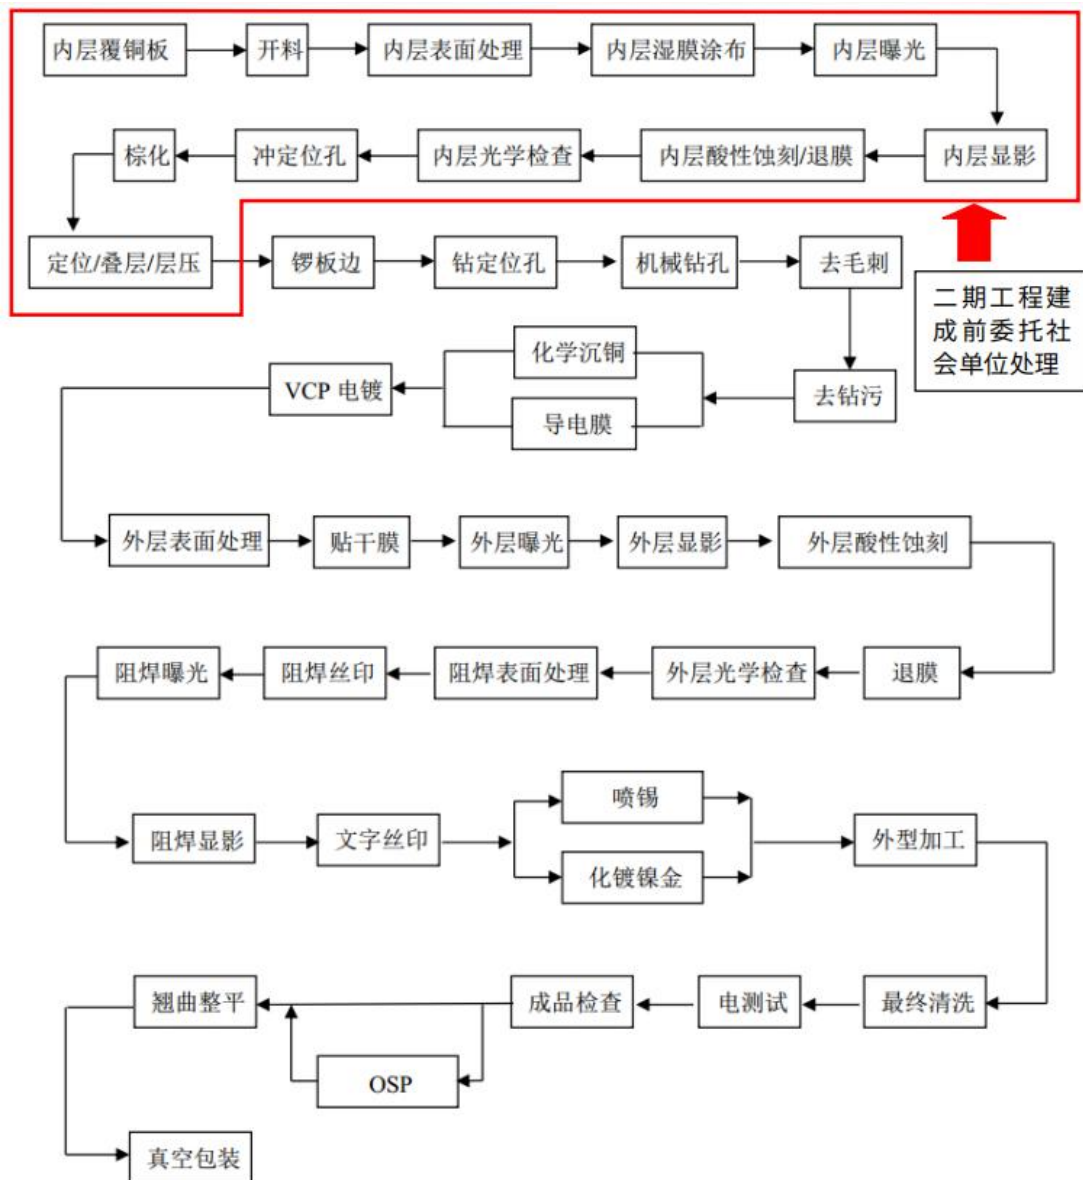 内层覆铜板
开料
内层表面处理
内层湿膜涂布
内层曝光
棕化
冲定位孔
内层光学检查
内层酸性蚀刻/退膜
内层显影
定位/叠层/层压
锣板边
钻定位孔
机械钻孔
去毛刺
二期工程建
成前委托社
会单位处理
化学沉铜
VCP 电镀
导电膜
去钻污
外层表面处理
贴干膜
外层曝光
外层显影
外层酸性蚀刻
阻焊曝光
阻焊丝印
阻焊表面处理
外层光学检查
退膜
喷锡
阻焊显影
文字丝印
外型加工
化镀镍金
翘曲整平
成品检查
电测试
最终清洗
OSP
真空包装